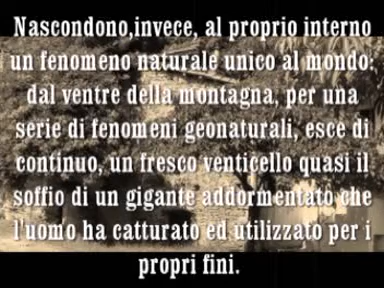 Nascondono,invece, al proprio interno
un fenomeno naturale unico al mondo:
dal ventre della montagna, per una
serie di fenomeni geonaturali, esce di
continuo, un fresco venticello quasi il
soffio di un gigante addormentato che
l'uomo ha catturato ed utilizzato per i
propri fini.